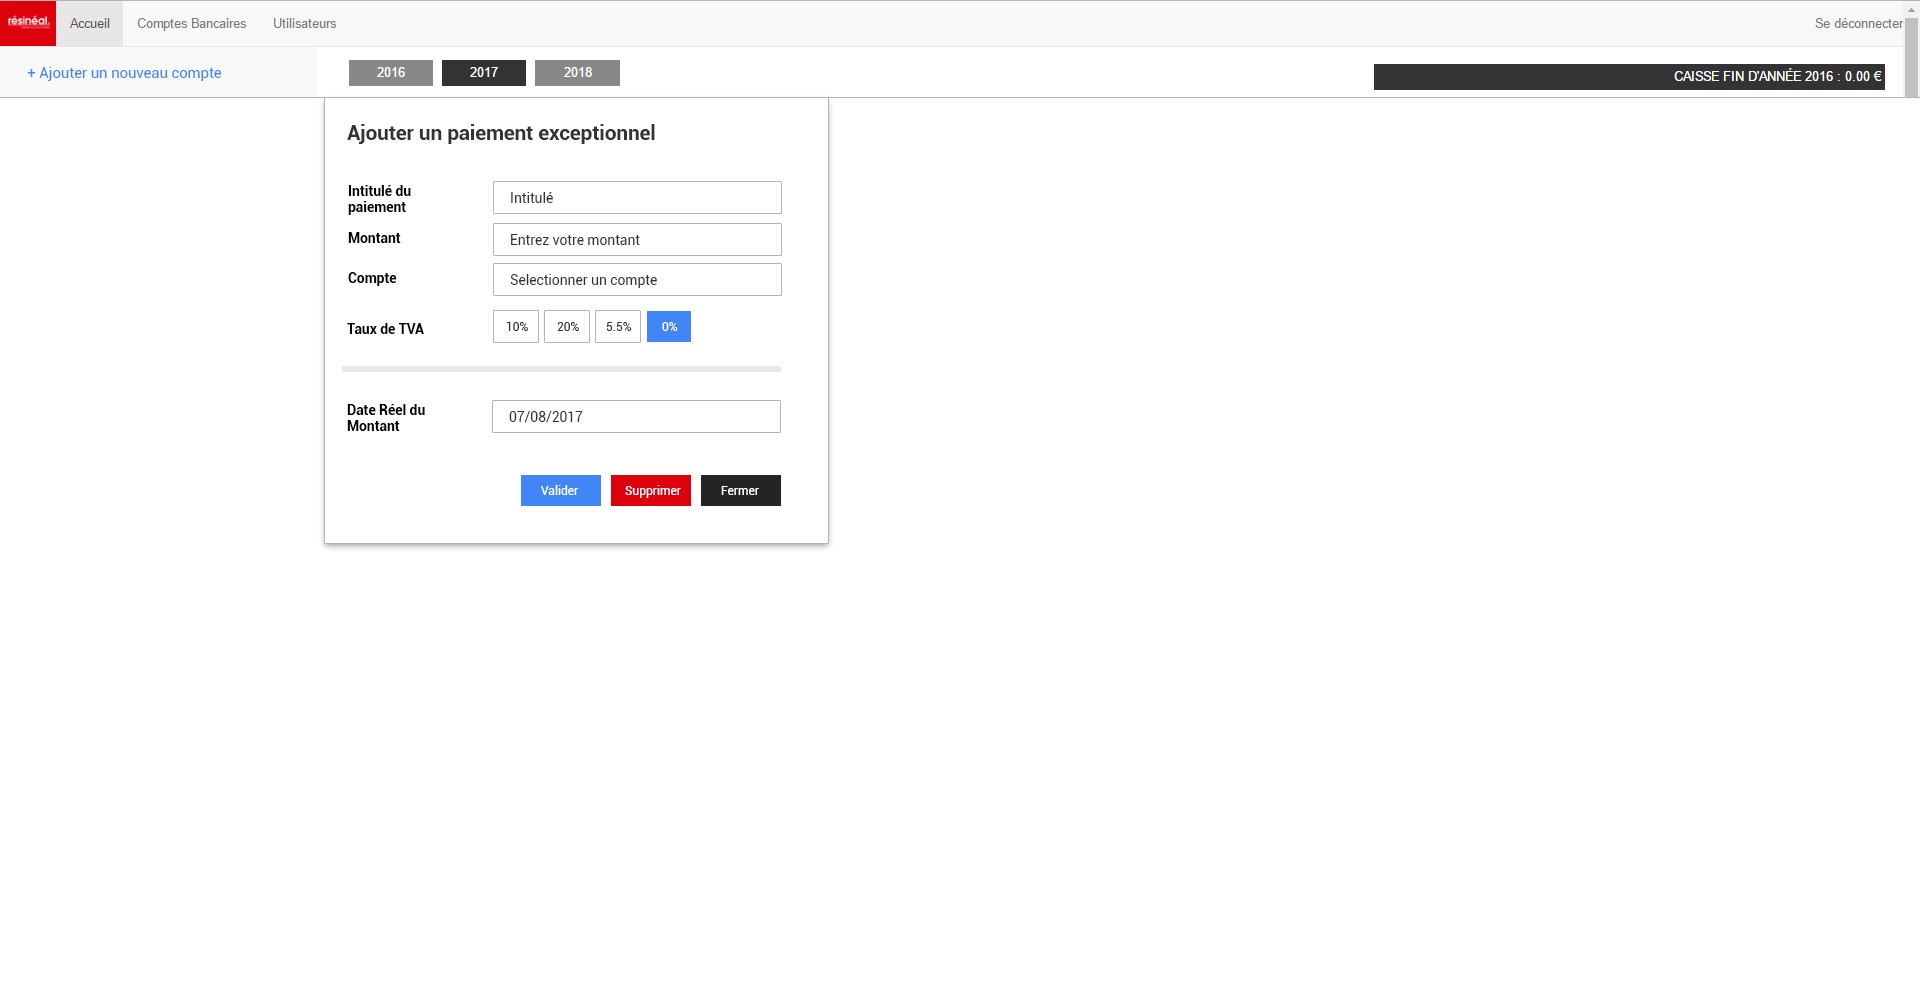 résinéal.
Accueil
Comptes Bancaires
Utilisateurs
Se déconnecter
+ Ajouter un nouveau compte
2016
2017
2018
CAISSE FIN D'ANNÉE 2016 : 0.00 €
Ajouter un paiement exceptionnel
Intitulé du
paiement
Intitulé
Montant
Entrez votre montant
Compte
Selectionner un compte
Taux de TVA
10%
20%
5.5%
0%
Date Réel du
Montant
07/08/2017
Valider
Supprimer
Fermer